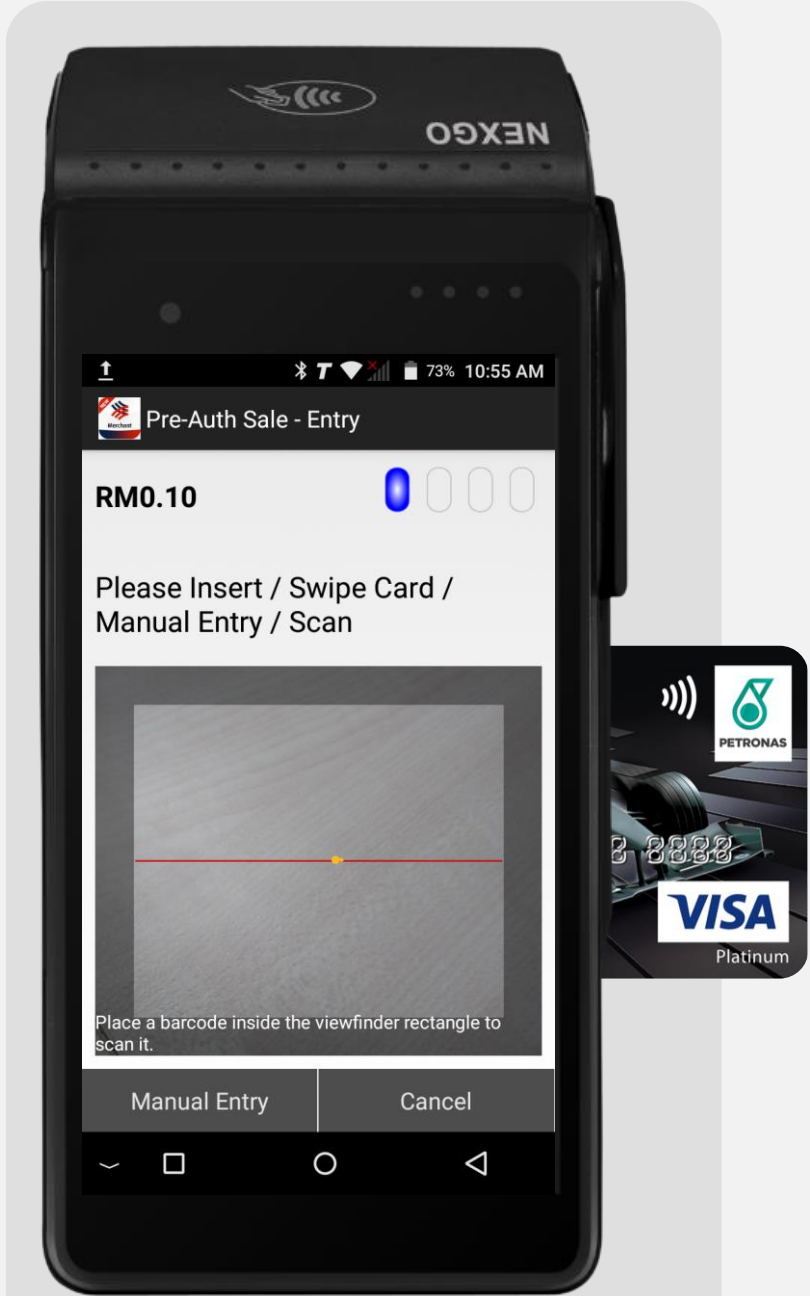 NEXGO
73% 10:55 AM
Merchant
Pre-Auth Sale - Entry
RM0.10
Please Insert / Swipe Card /
Manual Entry / Scan
PETRONAS
8 8888
VISA
Platinum
Place a barcode inside the viewfinder rectangle to
scan it.
Manual Entry
Cancel